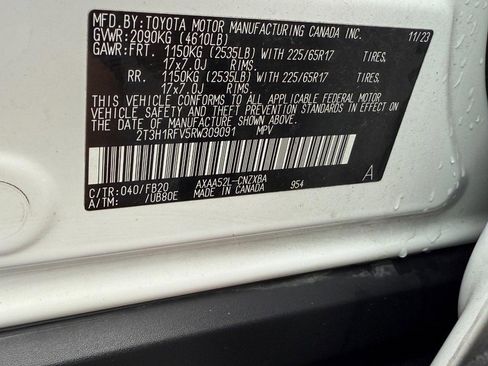 MFD. BY: TOYOTA MOTOR MANUFACTURING CANADA INC. 11/23
GVWR: 2090KG (4610LB)
GAWR: FRT. 1150KG (2535LB) WITH 225/65R17 TIRES,
17x7.0J RIMS.
RR. 1150KG (2535LB) WITH 225/65R17 TIRES,
17x7.0J RIMS.
THIS VEHICLE CONFORMS TO ALL APPLICABLE FEDERAL MOTOR
VEHICLE SAFETY AND THEFT PREVENTION STANDARDS IN EFFECT
ON THE DATE OF MANUFACTURE SHOWN ABOVE.
2T3H1RFV5RW309091 MPV
A
C/TR: 040/FB20 AXAA52L-CNZXBA 954
A/TM: /UB80E MADE IN CANADA